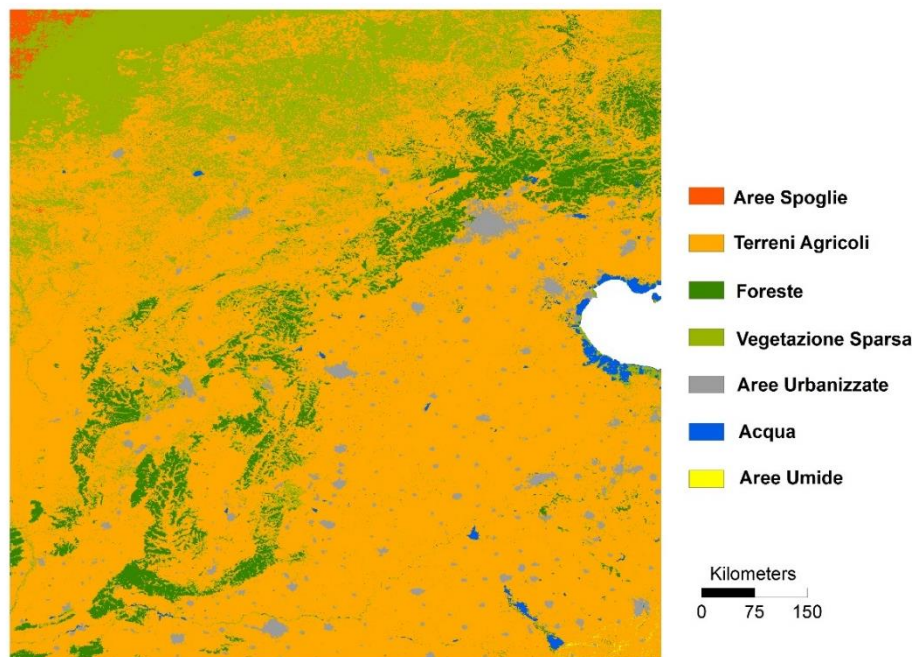 Aree Spoglie
Terreni Agricoli
Foreste
Vegetazione Sparsa
Aree Urbanizzate
Acqua
Aree Umide
Kilometers
0 75 150